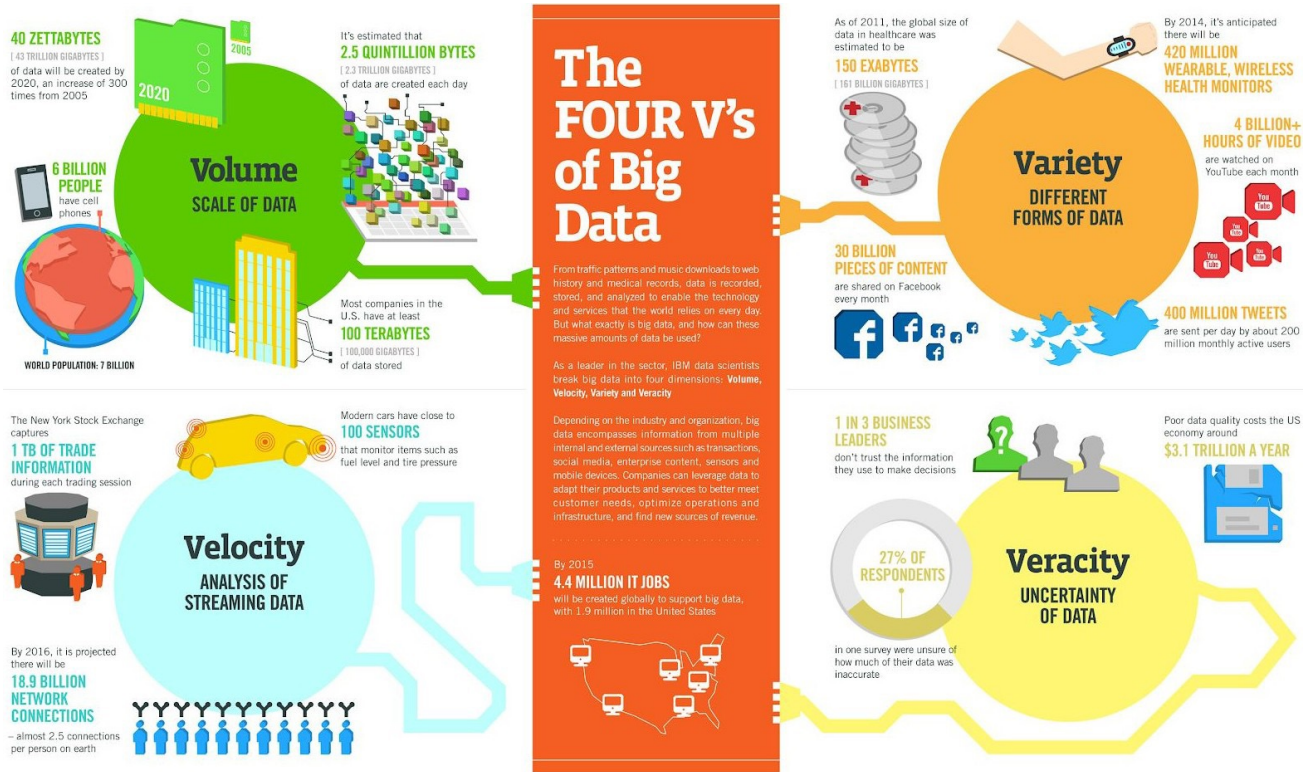 40 ZETTABYTES
[ 43 TRILLION GIGABYTES ]
of data will be created by
2020, an increase of 300
times from 2005
2005
2020
It's estimated that
2.5 QUINTILLION BYTES
[ 2.3 TRILLION GIGABYTES ]
of data are created each day
6 BILLION
PEOPLE
have cell
phones
WORLD POPULATION: 7 BILLION
Volume
SCALE OF DATA
Most companies in the
U.S. have at least
100 TERABYTES
[ 100,000 GIGABYTES ]
of data stored
The New York Stock Exchange
captures
1 TB OF TRADE
INFORMATION
during each trading session
Modern cars have close to
100 SENSORS
that monitor items such as
fuel level and tire pressure
Velocity
ANALYSIS OF
STREAMING DATA
By 2016, it is projected
there will be
18.9 BILLION
NETWORK
CONNECTIONS
– almost 2.5 connections
per person on earth
The
FOUR V's
of Big
Data
From traffic patterns and music downloads to web
history and medical records, data is recorded,
stored, and analyzed to enable the technology
and services that the world relies on every day.
But what exactly is big data, and how can these
massive amounts of data be used?
As a leader in the sector, IBM data scientists
break big data into four dimensions: Volume,
Velocity, Variety and Veracity
Depending on the industry and organization, big
data encompasses information from multiple
internal and external sources such as transactions,
social media, enterprise content, sensors and
mobile devices. Companies can leverage data to
adapt their products and services to better meet
customer needs, optimize operations and
infrastructure, and find new sources of revenue.
By 2015
4.4 MILLION IT JOBS
will be created globally to support big data,
with 1.9 million in the United States
As of 2011, the global size of
data in healthcare was
estimated to be
150 EXABYTES
[ 161 BILLION GIGABYTES ]
By 2014, it's anticipated
there will be
420 MILLION
WEARABLE, WIRELESS
HEALTH MONITORS
4 BILLION+
HOURS OF VIDEO
are watched on
YouTube each month
You
Tube
You
Tube
You
Tube
You
Tube
Variety
DIFFERENT
FORMS OF DATA
30 BILLION
PIECES OF CONTENT
are shared on Facebook
every month
400 MILLION TWEETS
are sent per day by about 200
million monthly active users
1 IN 3 BUSINESS
LEADERS
don't trust the information
they use to make decisions
?
Poor data quality costs the US
economy around
$3.1 TRILLION A YEAR
27% OF
RESPONDENTS
in one survey were unsure of
how much of their data was
inaccurate
Veracity
UNCERTAINTY
OF DATA